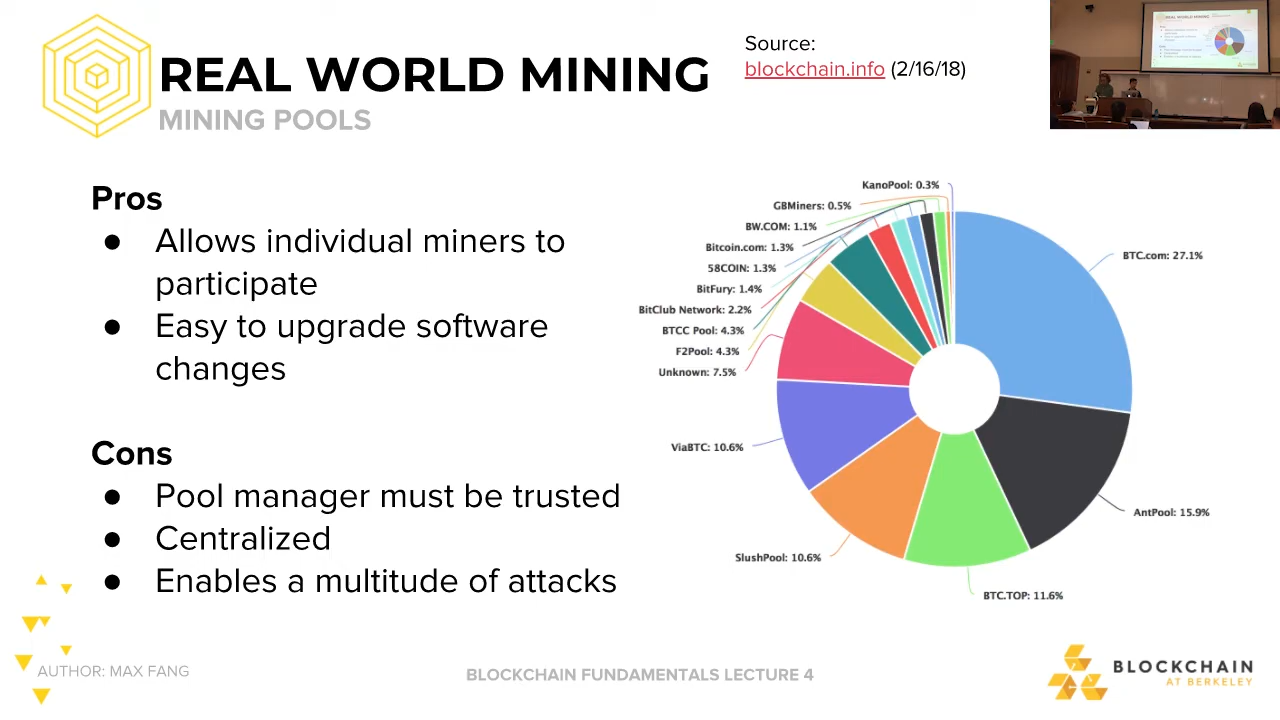 REAL WORLD MINING
MINING POOLS
Source:
blockchain.info (2/16/18)
Pros
● Allows individual miners to
participate
● Easy to upgrade software
changes
Cons
● Pool manager must be trusted
● Centralized
● Enables a multitude of attacks
KanoPool: 0.3%
GBMiners: 0.5%
BW.COM: 1.1%
Bitcoin.com: 1.3%
58COIN: 1.3%
BitFury: 1.4%
BitClub Network: 2.2%
BTCC Pool: 4.3%
F2Pool: 4.3%
Unknown: 7.5%
ViaBTC: 10.6%
SlushPool: 10.6%
BTC.TOP: 11.6%
AntPool: 15.9%
BTC.com: 27.1%
AUTHOR: MAX FANG
BLOCKCHAIN FUNDAMENTALS LECTURE 4
BLOCKCHAIN
AT BERKELEY
REAL WORLD MINING